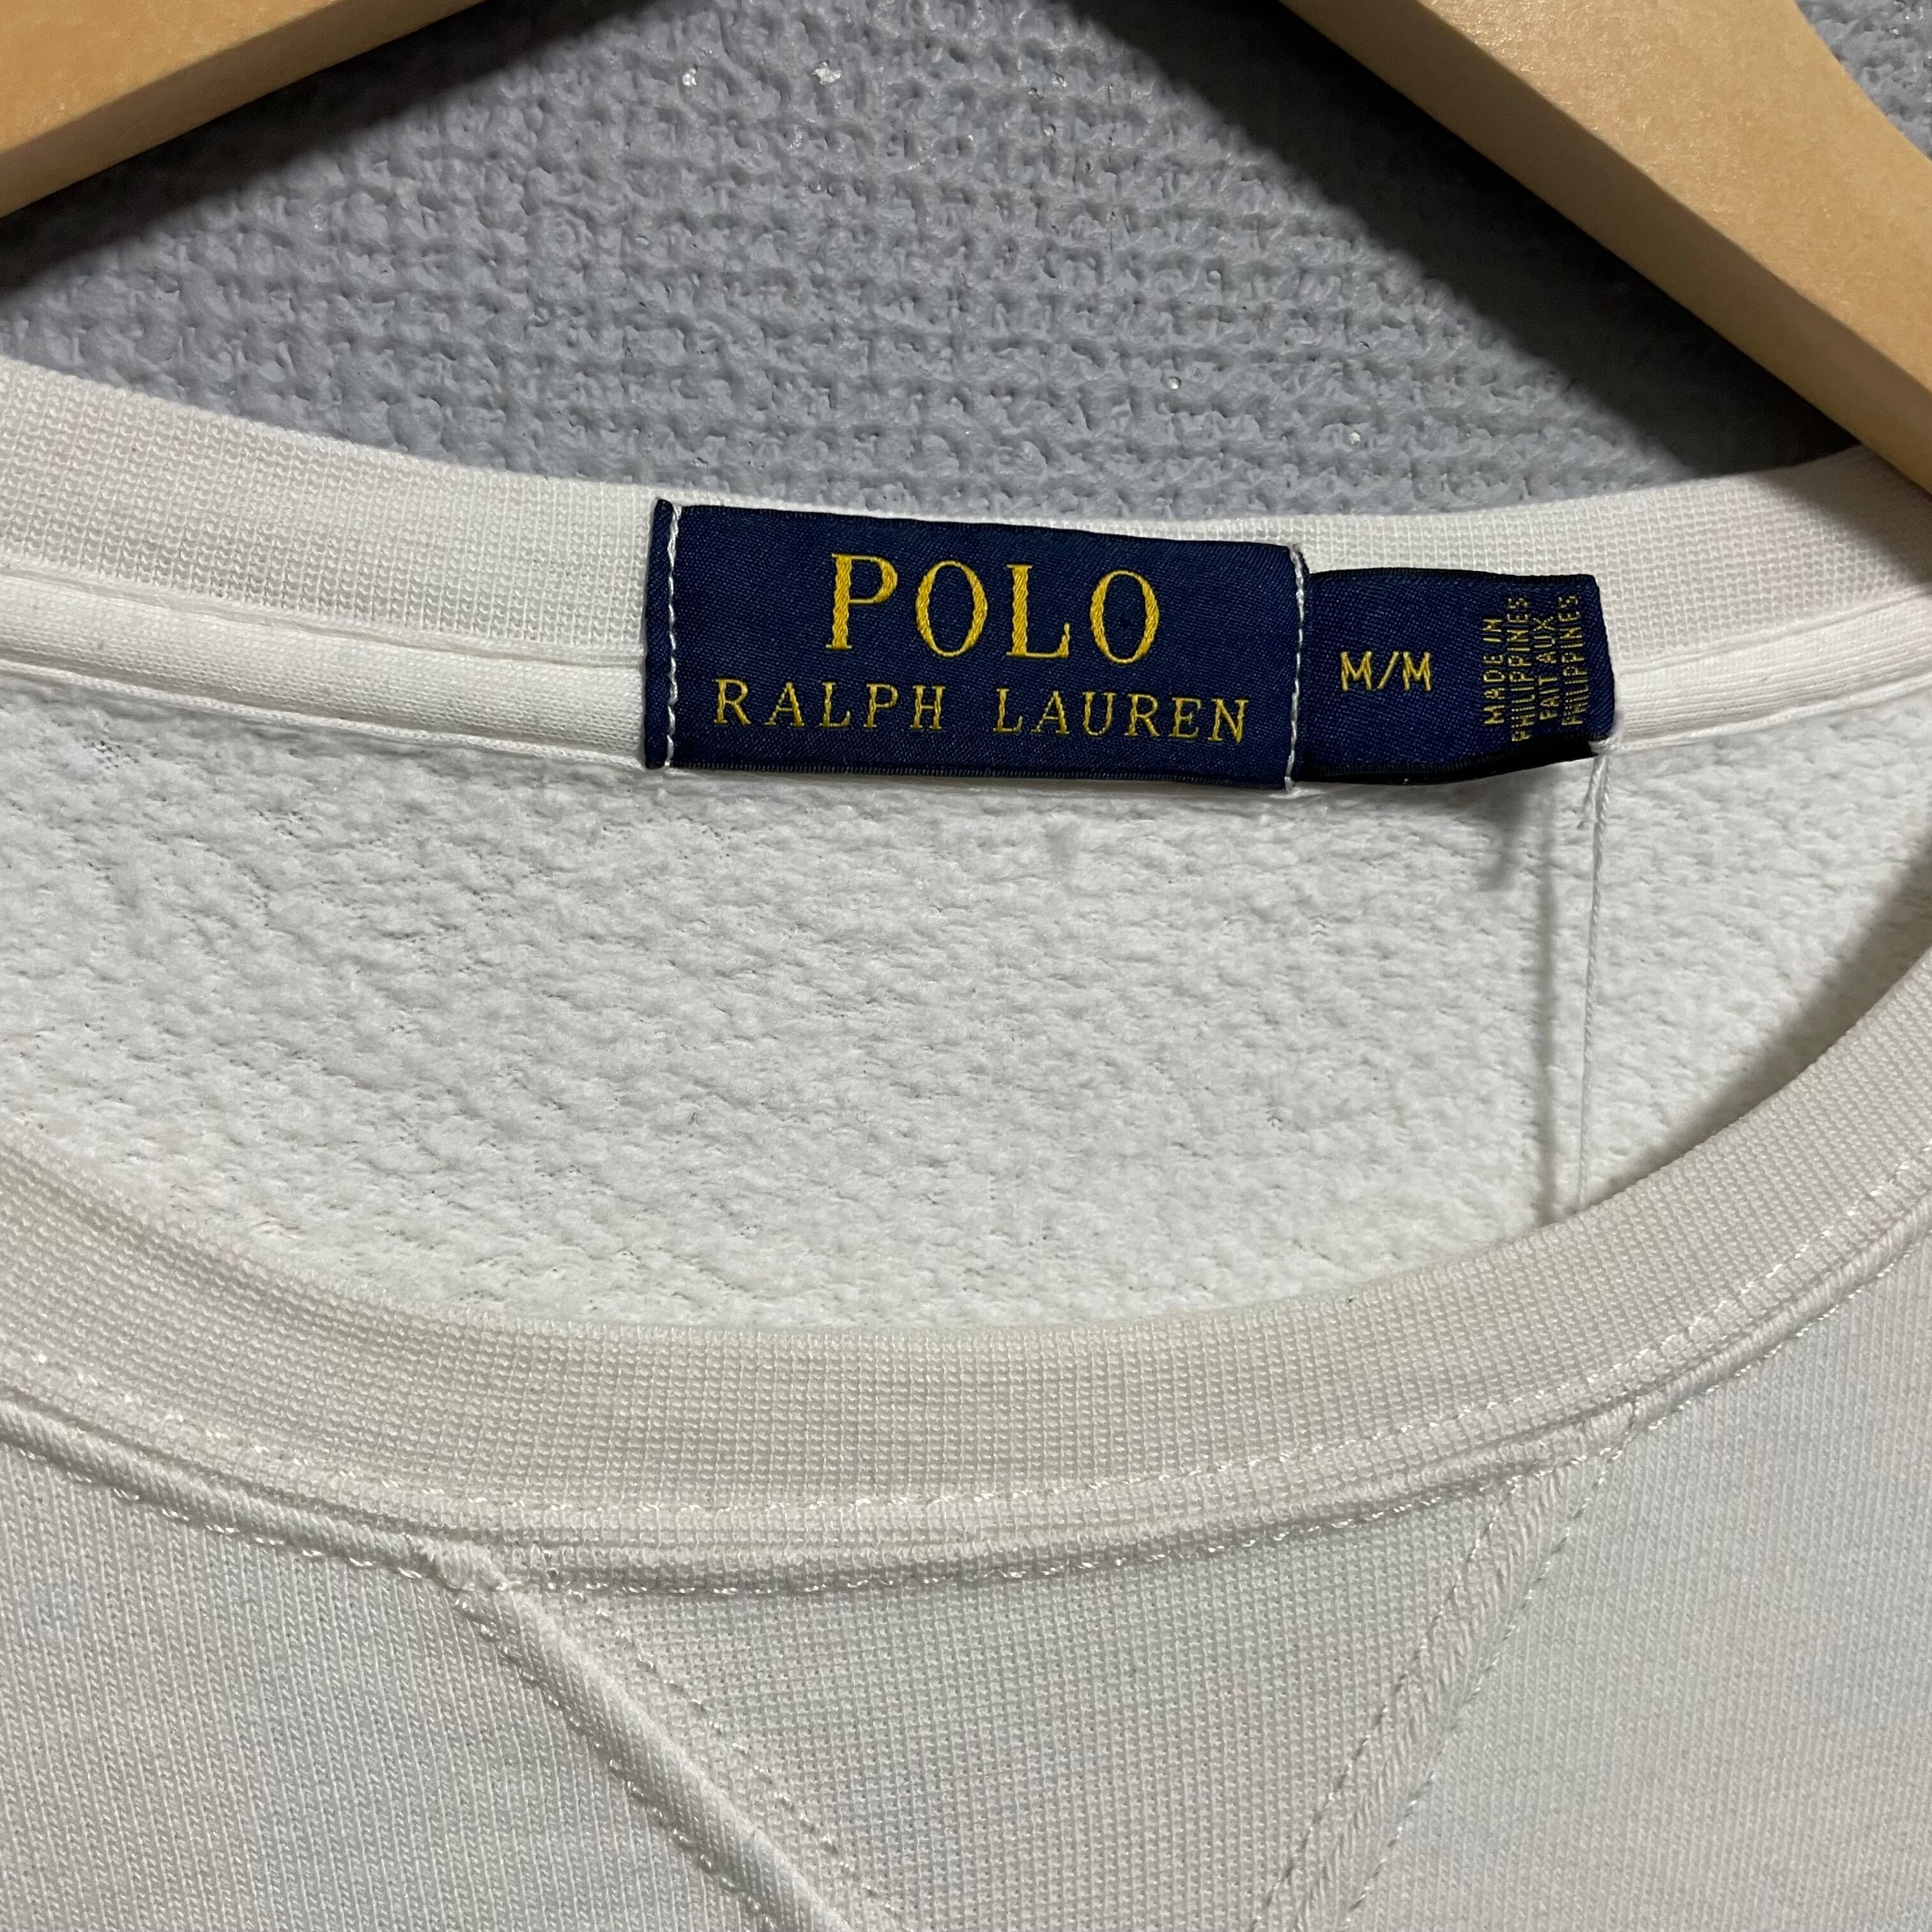 POLO
RALPH LAUREN
M/M
MADE IN
PHILIPPINES
FAIT AUX
PHILIPPINES